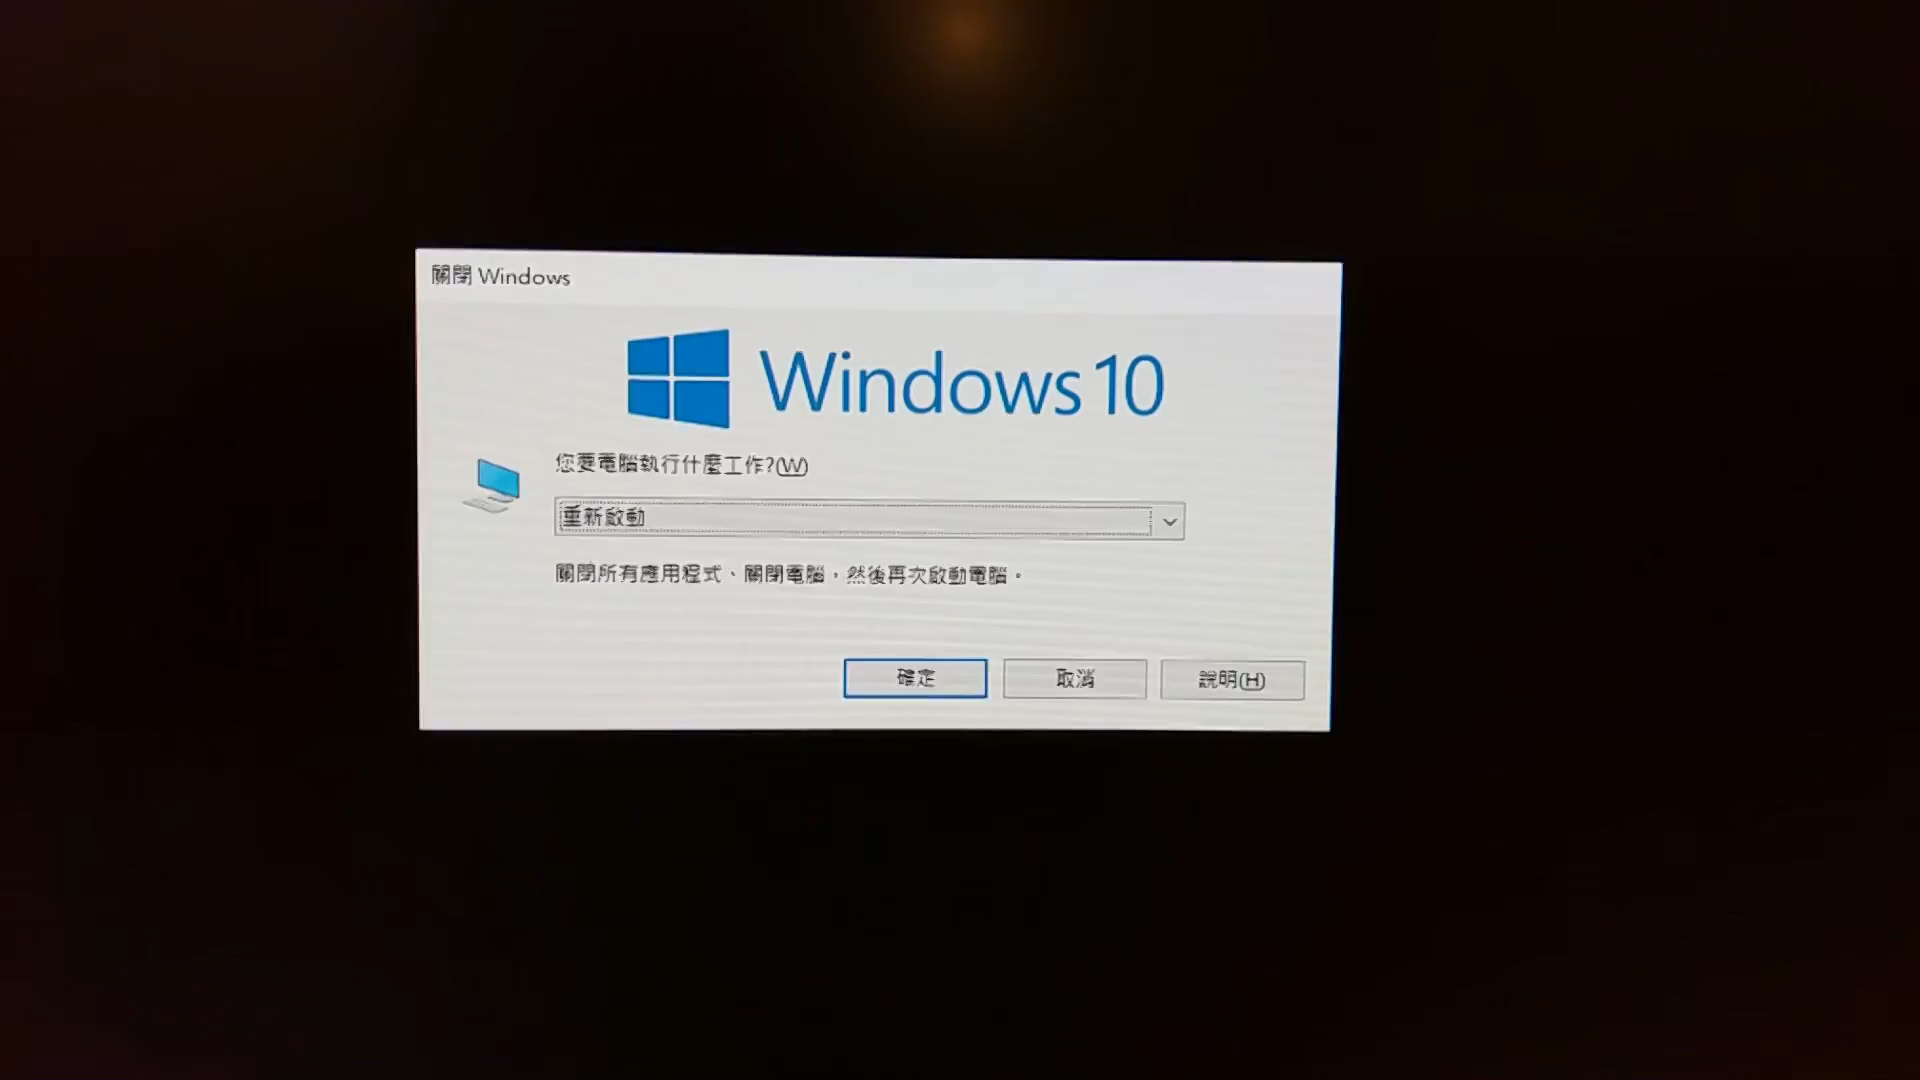 關閉 Windows
Windows 10
您要電腦執行什麼工作?(W)
重新啟動
關閉所有應用程式、關閉電腦，然後再次啟動電腦。
確定
取消
說明(H)